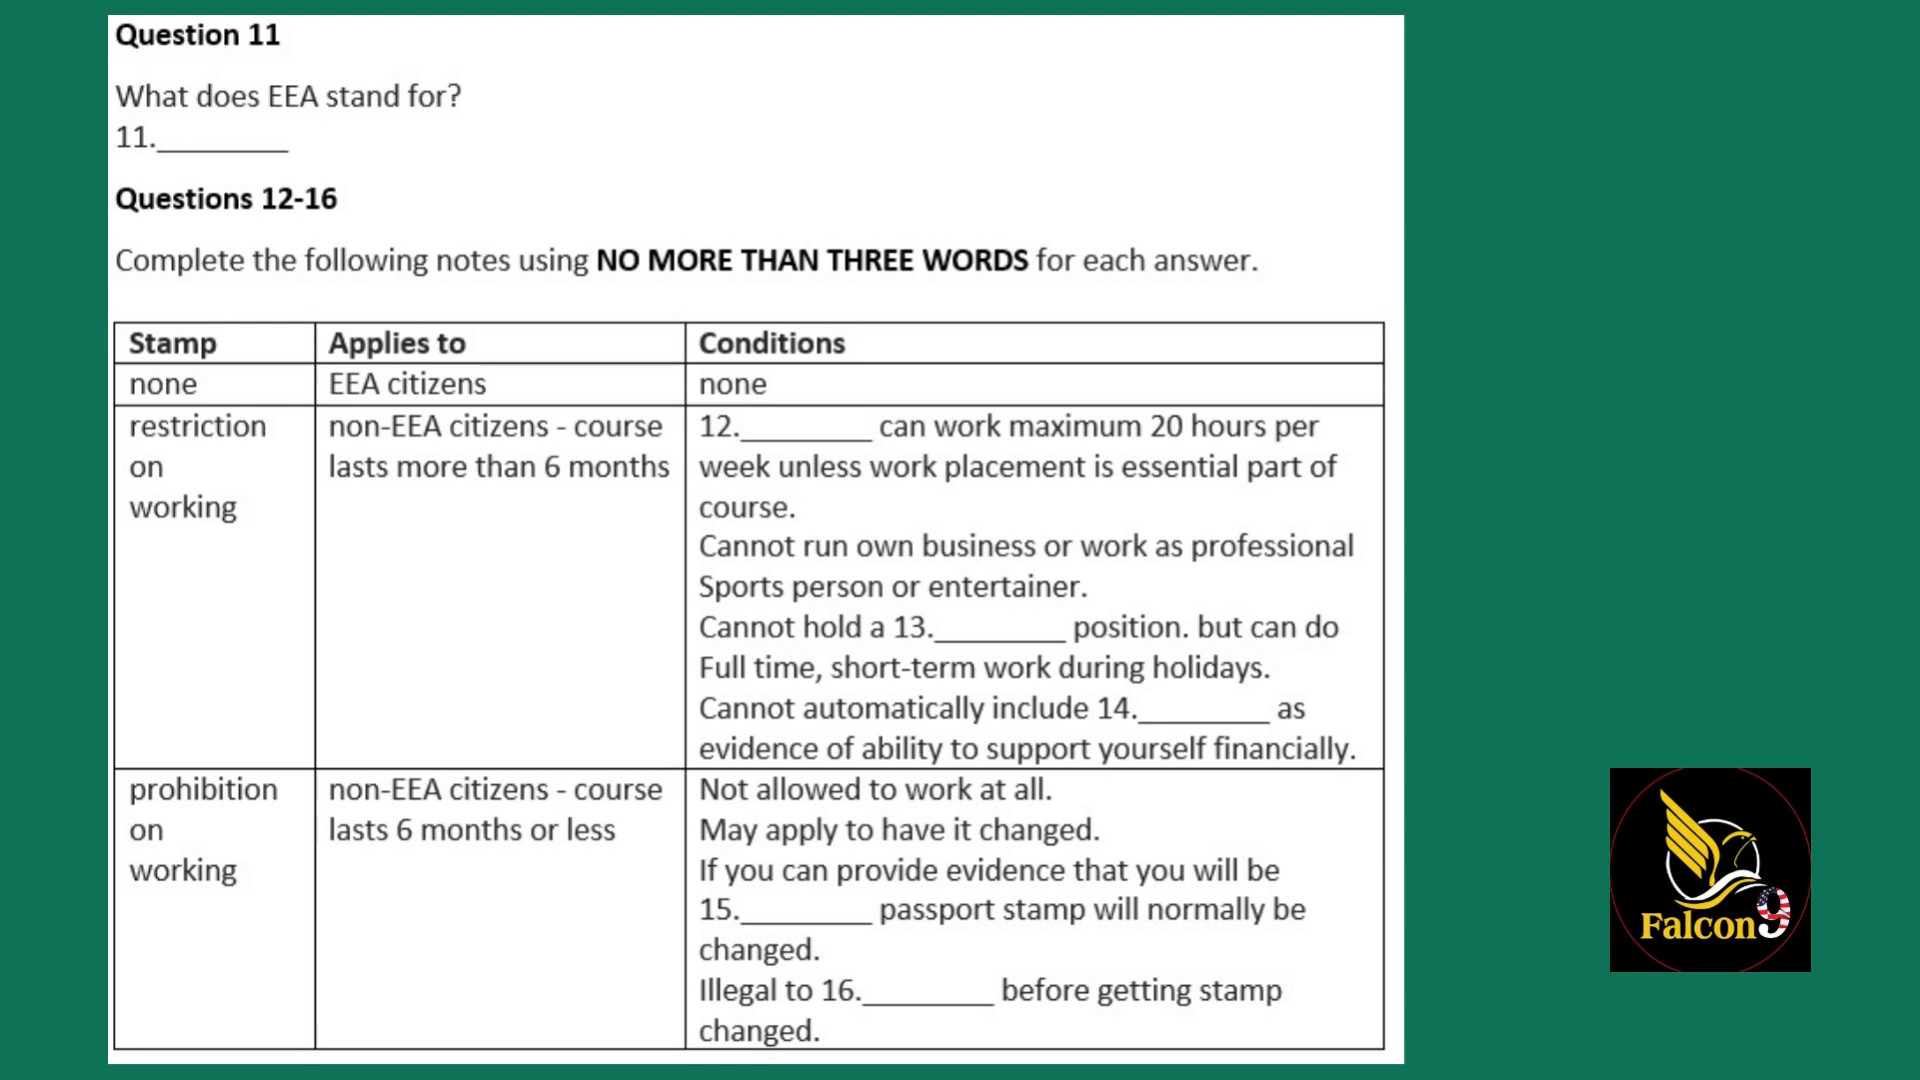 Question 11
What does EEA stand for?
11.________
Questions 12-16
Complete the following notes using NO MORE THAN THREE WORDS for each answer.
Stamp Applies to Conditions
none EEA citizens none
restriction
on
working
non-EEA citizens - course
lasts more than 6 months
12.________ can work maximum 20 hours per
week unless work placement is essential part of
course.
Cannot run own business or work as professional
Sports person or entertainer.
Cannot hold a 13.________ position. but can do
Full time, short-term work during holidays.
Cannot automatically include 14.________ as
evidence of ability to support yourself financially.
prohibition
on
working
non-EEA citizens - course
lasts 6 months or less
Not allowed to work at all.
May apply to have it changed.
If you can provide evidence that you will be
15.________ passport stamp will normally be
changed.
Illegal to 16.________ before getting stamp
changed.
Falcon9